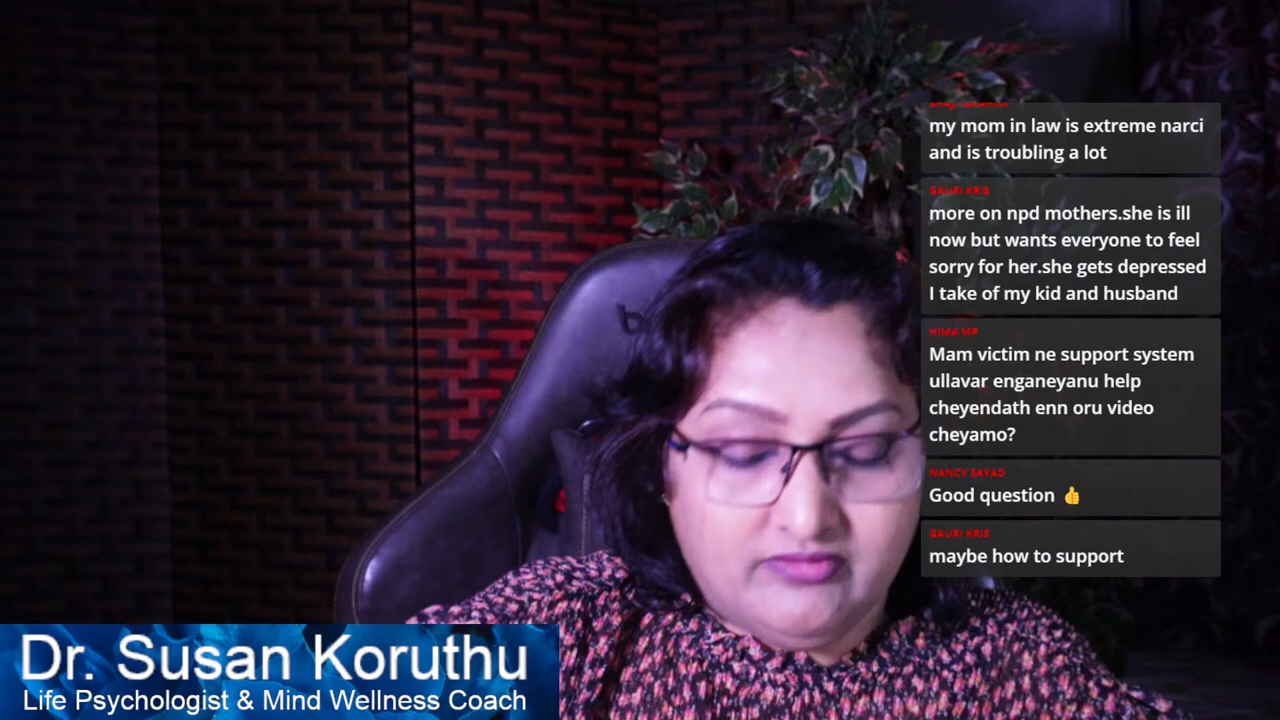 my mom in law is extreme narci
and is troubling a lot
GAURI KRIS
more on npd mothers.she is ill
now but wants everyone to feel
sorry for her.she gets depressed
I take of my kid and husband
HIMA MP
Mam victim ne support system
ullavar enganeyanu help
cheyendath enn oru video
cheyamo?
NANCY SAYAD
Good question 👍
GAURI KRIS
maybe how to support
Dr. Susan Koruthu
Life Psychologist & Mind Wellness Coach